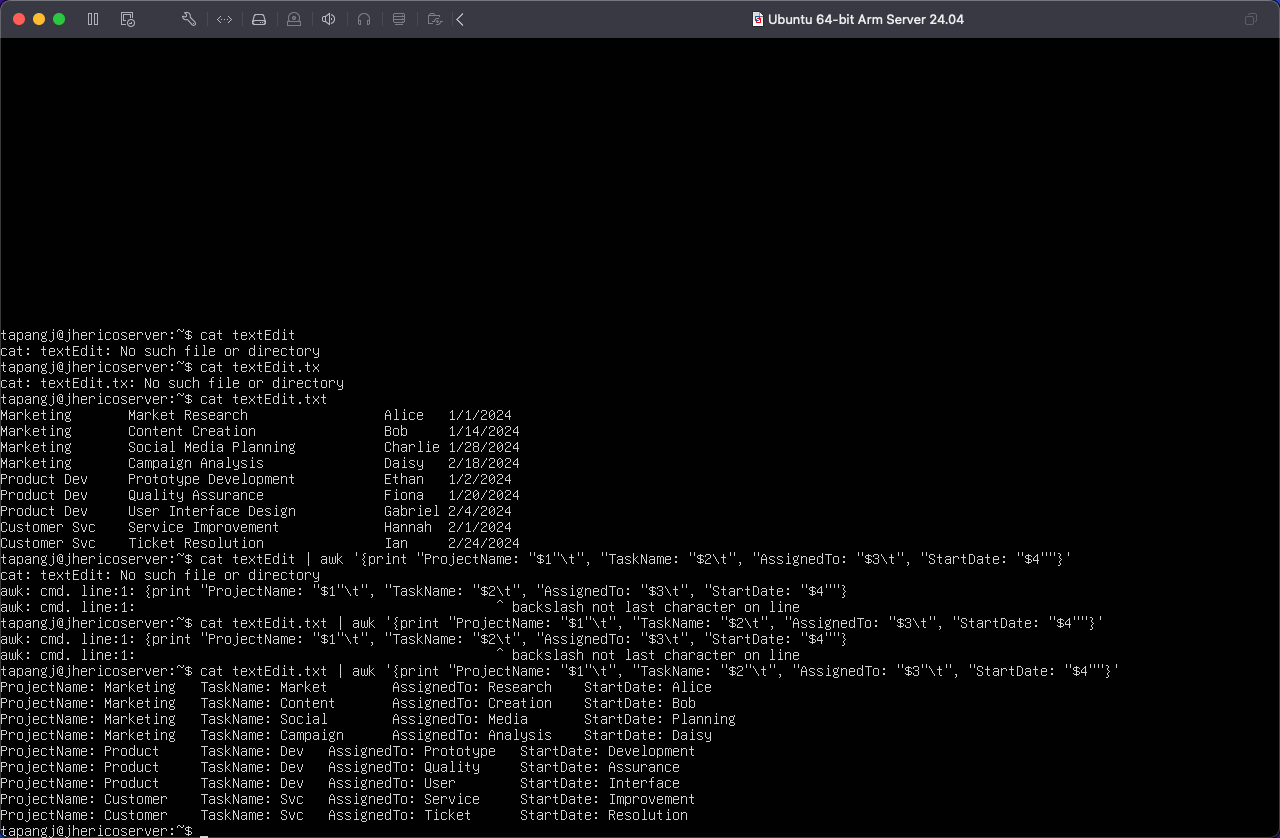 Ubuntu 64-bit Arm Server 24.04
tapangj@jhericoserver:~$ cat textEdit
cat: textEdit: No such file or directory
tapangj@jhericoserver:~$ cat textEdit.tx
cat: textEdit.tx: No such file or directory
tapangj@jhericoserver:~$ cat textEdit.txt
Marketing       Market Research                 Alice   1/1/2024
Marketing       Content Creation                Bob     1/14/2024
Marketing       Social Media Planning           Charlie 1/28/2024
Marketing       Campaign Analysis               Daisy   2/18/2024
Product Dev     Prototype Development           Ethan   1/2/2024
Product Dev     Quality Assurance               Fiona   1/20/2024
Product Dev     User Interface Design           Gabriel 2/4/2024
Customer Svc    Service Improvement             Hannah  2/1/2024
Customer Svc    Ticket Resolution               Ian     2/24/2024
tapangj@jhericoserver:~$ cat textEdit | awk '{print "ProjectName: "$1"\t", "TaskName: "$2\t", "AssignedTo: "$3\t", "StartDate: "$4""}'
cat: textEdit: No such file or directory
awk: cmd. line:1: {print "ProjectName: "$1"\t", "TaskName: "$2\t", "AssignedTo: "$3\t", "StartDate: "$4""}
awk: cmd. line:1:                                             ^ backslash not last character on line
tapangj@jhericoserver:~$ cat textEdit.txt | awk '{print "ProjectName: "$1"\t", "TaskName: "$2\t", "AssignedTo: "$3\t", "StartDate: "$4""}'
awk: cmd. line:1: {print "ProjectName: "$1"\t", "TaskName: "$2\t", "AssignedTo: "$3\t", "StartDate: "$4""}
awk: cmd. line:1:                                             ^ backslash not last character on line
tapangj@jhericoserver:~$ cat textEdit.txt | awk '{print "ProjectName: "$1"\t", "TaskName: "$2"\t", "AssignedTo: "$3"\t", "StartDate: "$4""}'
ProjectName: Marketing   TaskName: Market        AssignedTo: Research    StartDate: Alice
ProjectName: Marketing   TaskName: Content       AssignedTo: Creation    StartDate: Bob
ProjectName: Marketing   TaskName: Social        AssignedTo: Media       StartDate: Planning
ProjectName: Marketing   TaskName: Campaign      AssignedTo: Analysis    StartDate: Daisy
ProjectName: Product     TaskName: Dev   AssignedTo: Prototype   StartDate: Development
ProjectName: Product     TaskName: Dev   AssignedTo: Quality     StartDate: Assurance
ProjectName: Product     TaskName: Dev   AssignedTo: User        StartDate: Interface
ProjectName: Customer    TaskName: Svc   AssignedTo: Service     StartDate: Improvement
ProjectName: Customer    TaskName: Svc   AssignedTo: Ticket      StartDate: Resolution
tapangj@jhericoserver:~$ _